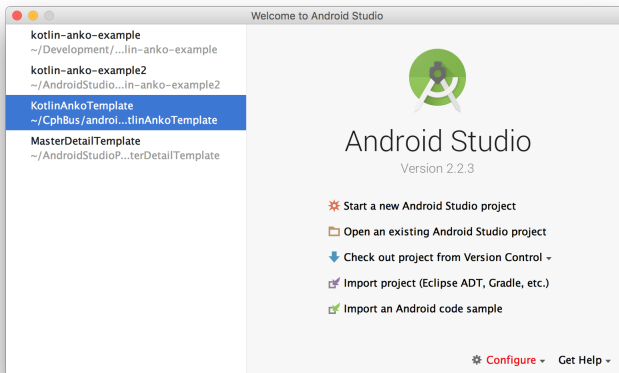 Welcome to Android Studio
kotlin-anko-example
~/Development/...lin-anko-example
kotlin-anko-example2
~/AndroidStudio...in-anko-example2
KotlinAnkoTemplate
~/CphBus/androi...tlinAnkoTemplate
MasterDetailTemplate
~/AndroidStudioP...terDetailTemplate
Android Studio
Version 2.2.3
Start a new Android Studio project
Open an existing Android Studio project
Check out project from Version Control
Import project (Eclipse ADT, Gradle, etc.)
Import an Android code sample
Configure Get Help